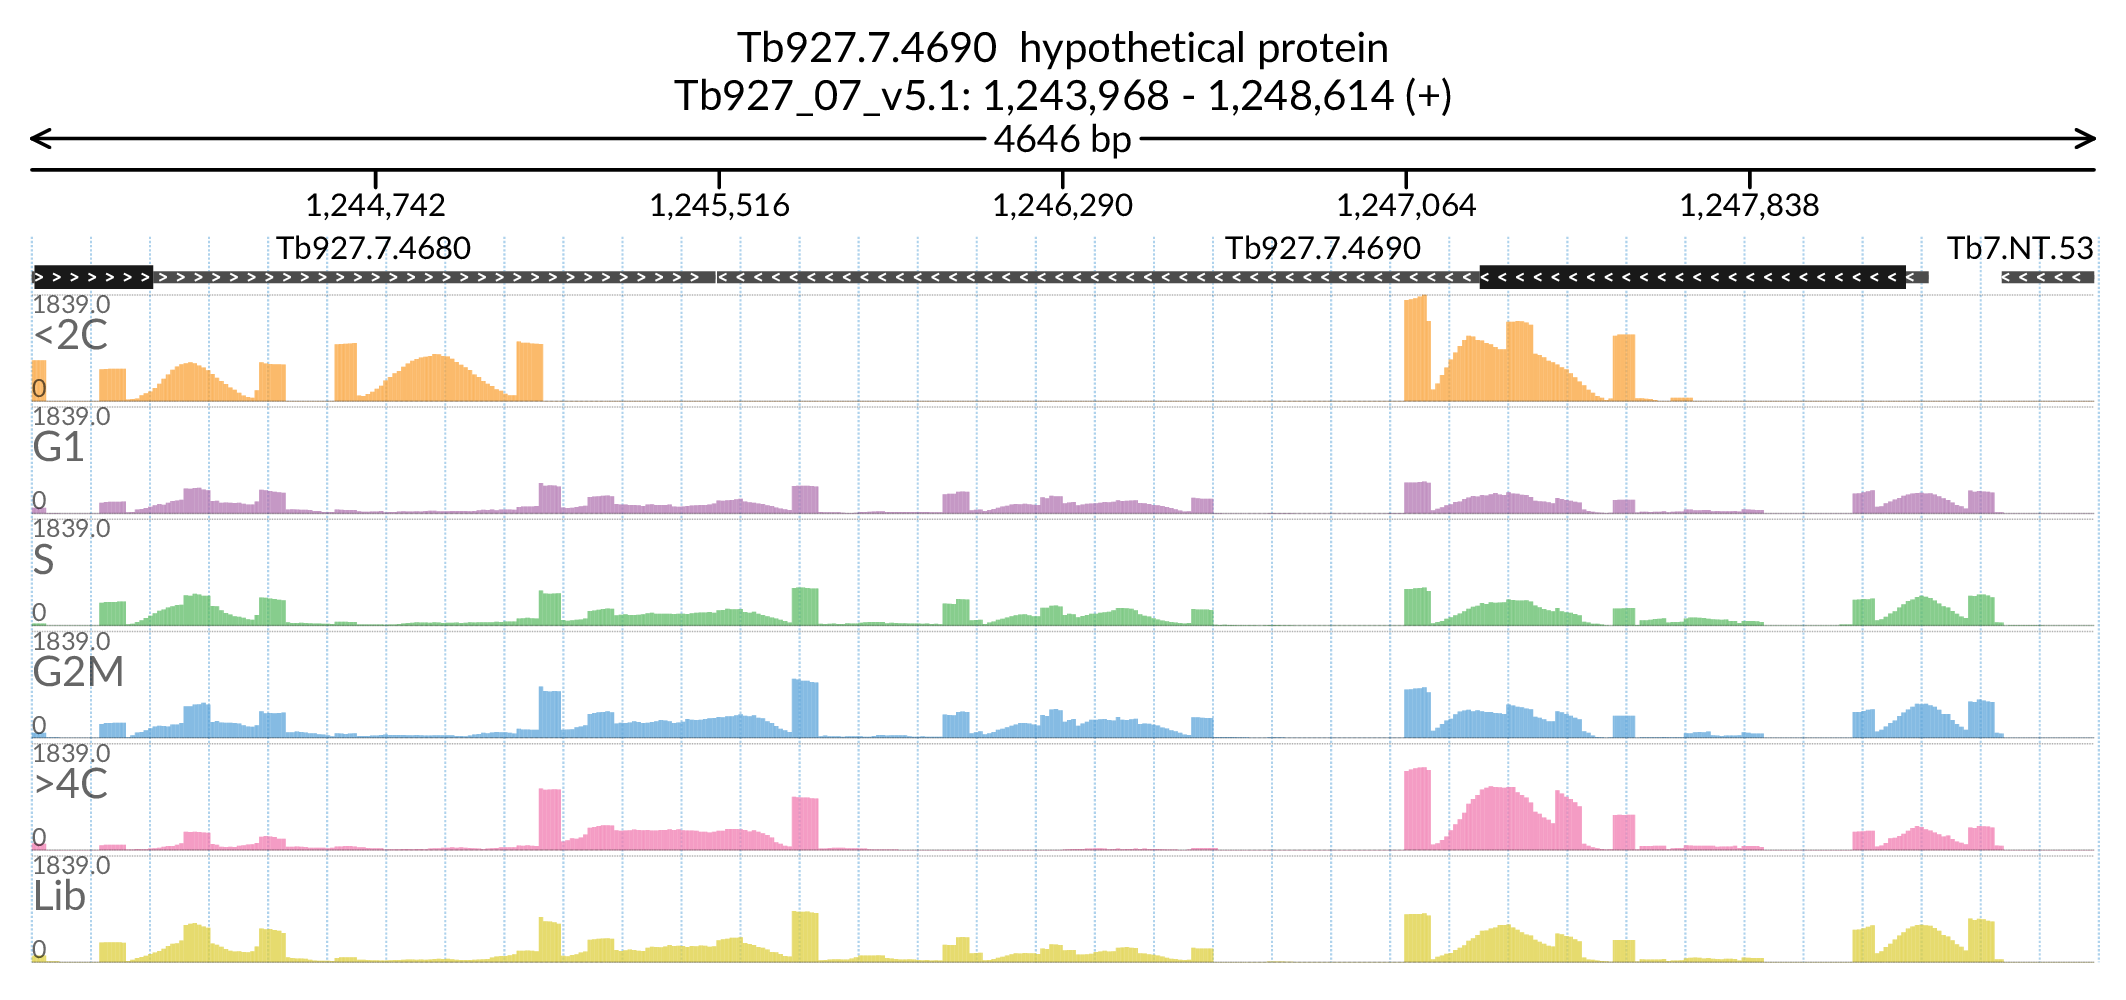 Tb927.7.4690 hypothetical protein
Tb927_07_v5.1: 1,243,968 - 1,248,614 (+)
4646 bp
1,244,742 1,245,516 1,246,290 1,247,064 1,247,838
Tb927.7.4680 Tb927.7.4690 Tb7.NT.53
1839.0
<2C
0
1839.0
G1
0
1839.0
S
0
1839.0
G2M
0
1839.0
>4C
0
1839.0
Lib
0